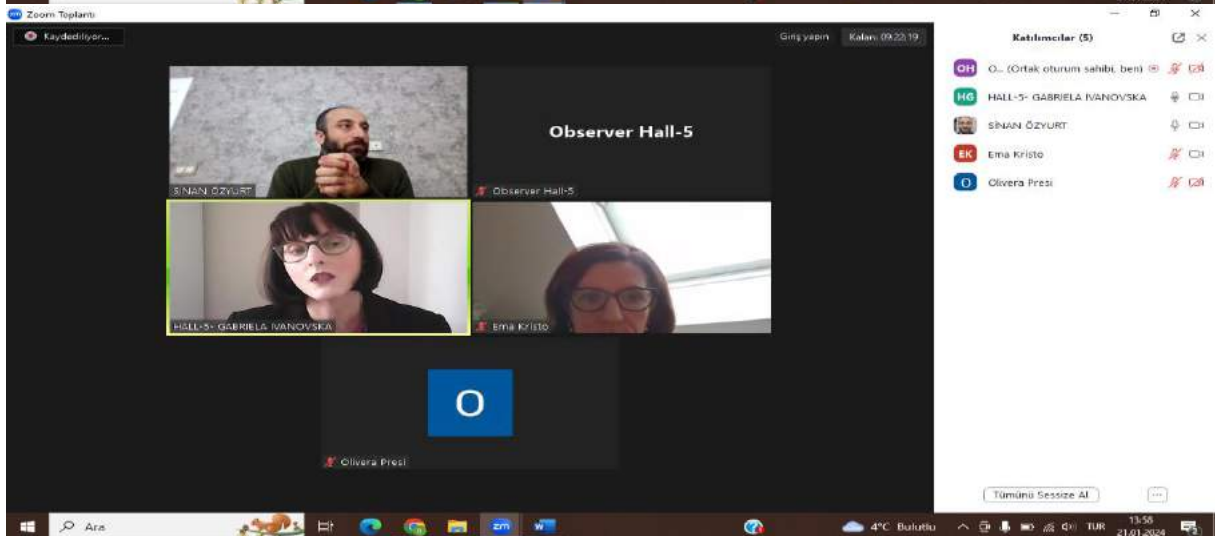 Zoom Toplantı
Kaydediliyor...
Giriş yapın
Kalan: 09:22:19
SİNAN ÖZYURT
Observer Hall-5
Observer Hall-5
HALL-5- GABRIELA IVANOVSKA
Ema Kristo
O
Olivera Presi
Katılımcılar (5)
OH O... (Ortak oturum sahibi, ben)
HG HALL-5- GABRIELA IVANOVSKA
SİNAN ÖZYURT
EK Ema Kristo
O Olivera Presi
Tümünü Sessize Al
...
Ara
zm
4°C Bulutlu
TUR
13:58
21.01.2024